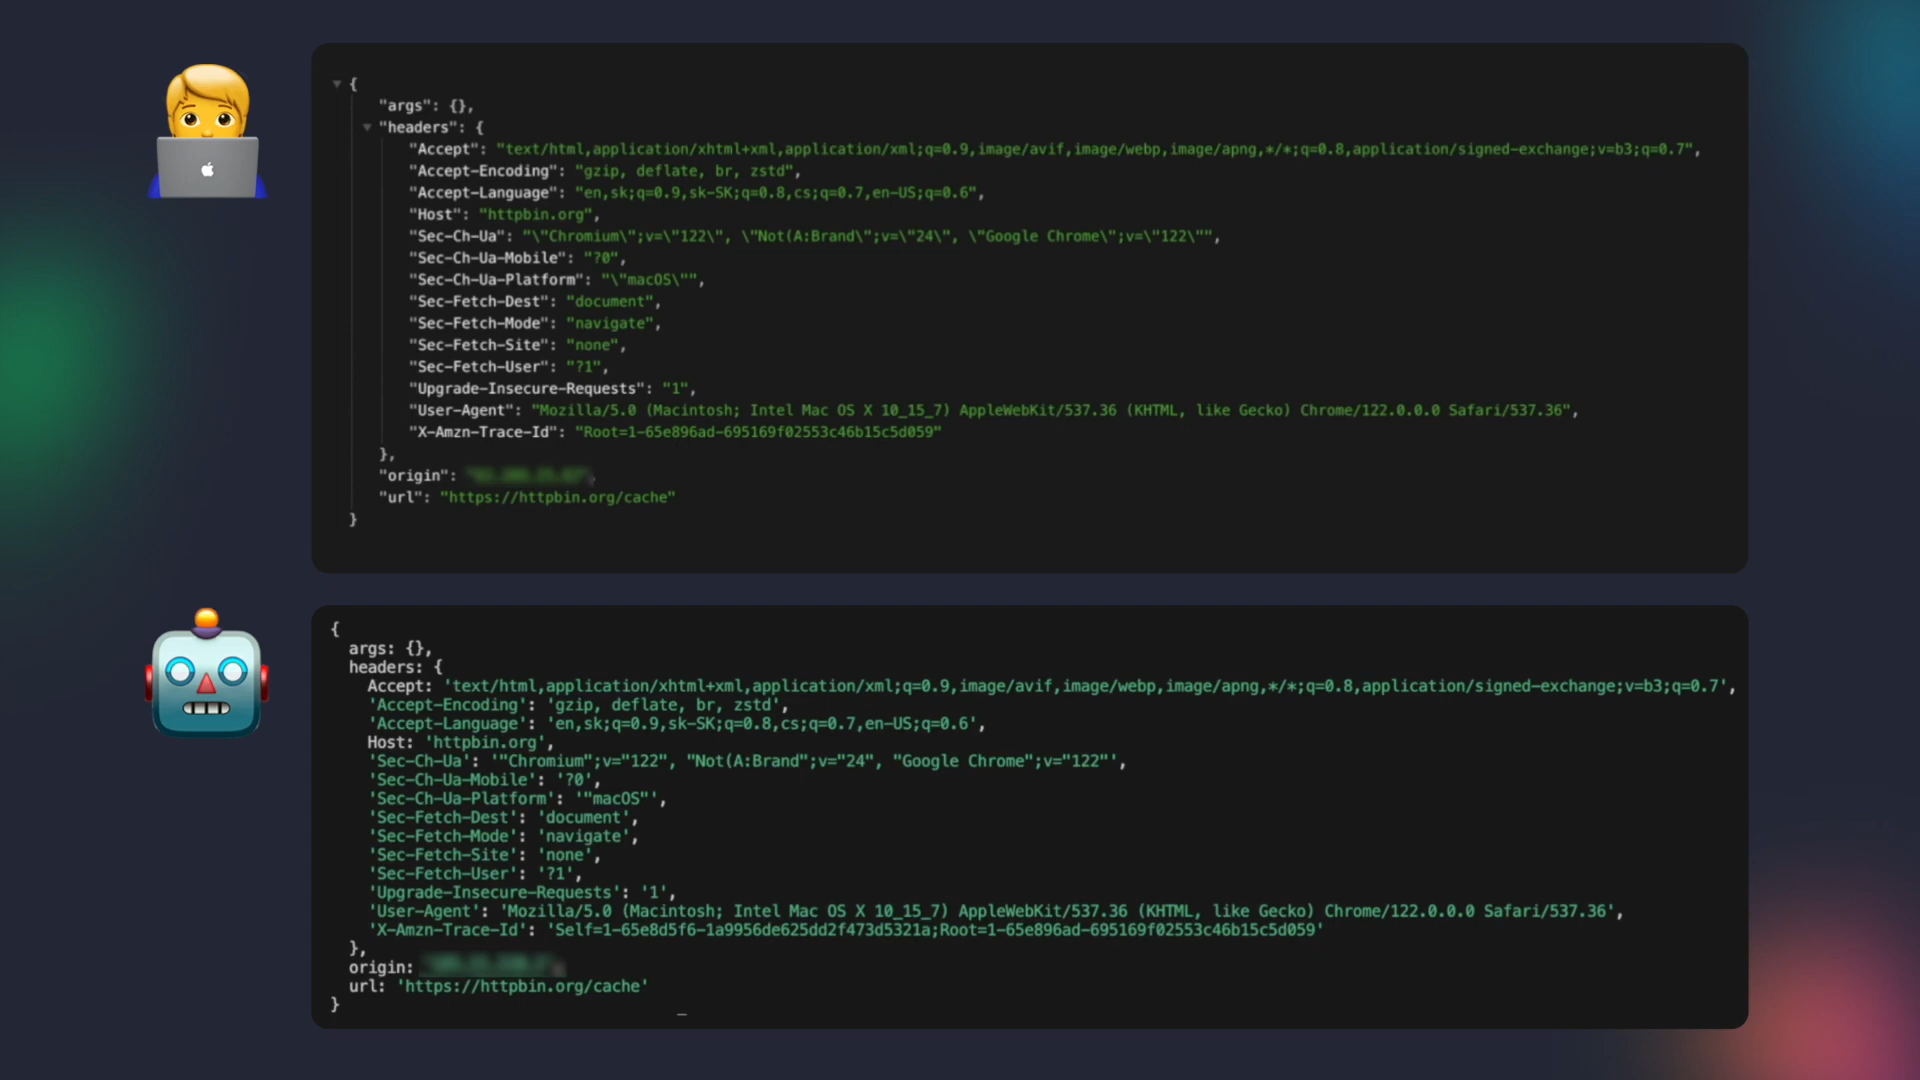 {
"args": {},
"headers": {
"Accept": "text/html,application/xhtml+xml,application/xml;q=0.9,image/avif,image/webp,image/apng,*/*;q=0.8,application/signed-exchange;v=b3;q=0.7",
"Accept-Encoding": "gzip, deflate, br, zstd",
"Accept-Language": "en,sk;q=0.9,sk-SK;q=0.8,cs;q=0.7,en-US;q=0.6",
"Host": "httpbin.org",
"Sec-Ch-Ua": "\"Chromium\";v=\"122\", \"Not(A:Brand\";v=\"24\", \"Google Chrome\";v=\"122\"",
"Sec-Ch-Ua-Mobile": "?0",
"Sec-Ch-Ua-Platform": "\"macOS\"",
"Sec-Fetch-Dest": "document",
"Sec-Fetch-Mode": "navigate",
"Sec-Fetch-Site": "none",
"Sec-Fetch-User": "?1",
"Upgrade-Insecure-Requests": "1",
"User-Agent": "Mozilla/5.0 (Macintosh; Intel Mac OS X 10_15_7) AppleWebKit/537.36 (KHTML, like Gecko) Chrome/122.0.0.0 Safari/537.36",
"X-Amzn-Trace-Id": "Root=1-65e896ad-695169f02553c46b15c5d059"
},
"origin":
"url": "https://httpbin.org/cache"
}
{
args: {},
headers: {
Accept: 'text/html,application/xhtml+xml,application/xml;q=0.9,image/avif,image/webp,image/apng,*/*;q=0.8,application/signed-exchange;v=b3;q=0.7',
'Accept-Encoding': 'gzip, deflate, br, zstd',
'Accept-Language': 'en,sk;q=0.9,sk-SK;q=0.8,cs;q=0.7,en-US;q=0.6',
Host: 'httpbin.org',
'Sec-Ch-Ua': '"Chromium";v="122", "Not(A:Brand";v="24", "Google Chrome";v="122"',
'Sec-Ch-Ua-Mobile': '?0',
'Sec-Ch-Ua-Platform': '"macOS"',
'Sec-Fetch-Dest': 'document',
'Sec-Fetch-Mode': 'navigate',
'Sec-Fetch-Site': 'none',
'Sec-Fetch-User': '?1',
'Upgrade-Insecure-Requests': '1',
'User-Agent': 'Mozilla/5.0 (Macintosh; Intel Mac OS X 10_15_7) AppleWebKit/537.36 (KHTML, like Gecko) Chrome/122.0.0.0 Safari/537.36',
'X-Amzn-Trace-Id': 'Self=1-65e8d5f6-1a9956de625dd2f473d5321a;Root=1-65e896ad-695169f02553c46b15c5d059'
},
origin:
url: 'https://httpbin.org/cache'
}
_